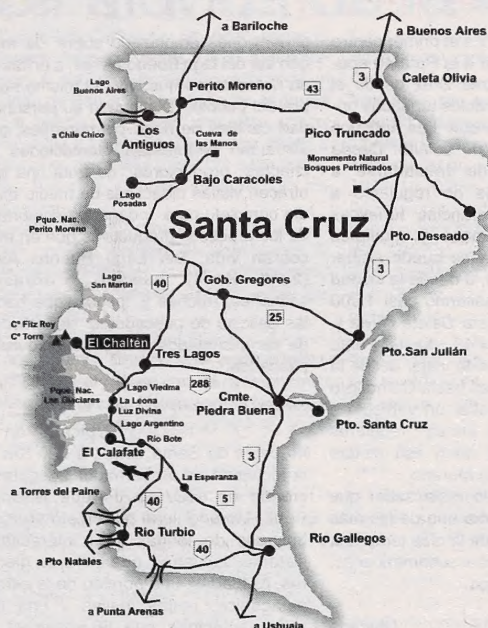 a Bariloche
a Buenos Aires
Lago
Buenos Aires
Perito Moreno
43
3
Caleta Olivia
a Chile Chico
Los
Antiguos
Pico Truncado
Cueva de
las Manos
Monumento Natural
Bosques Petrificados
Bajo Caracoles
Lago
Posadas
Pque. Nac.
Perito Moreno
Santa Cruz
Pto. Deseado
3
Lago
San Martin
40
Gob. Gregores
25
Cº Fitz Roy
Cº Torre
El Chaltén
Tres Lagos
Pto.San Julián
288
Pque. Nac.
Los Glaciares
Lago Viedma
La Leona
Luz Divina
Cmte.
Piedra Buena
Pto. Santa Cruz
Lago Argentino
El Calafate
Río Bote
3
La Esperanza
a Torres del Paine
40
5
Río Turbio
40
Río Gallegos
a Pto Natales
a Punta Arenas
a Ushuaia